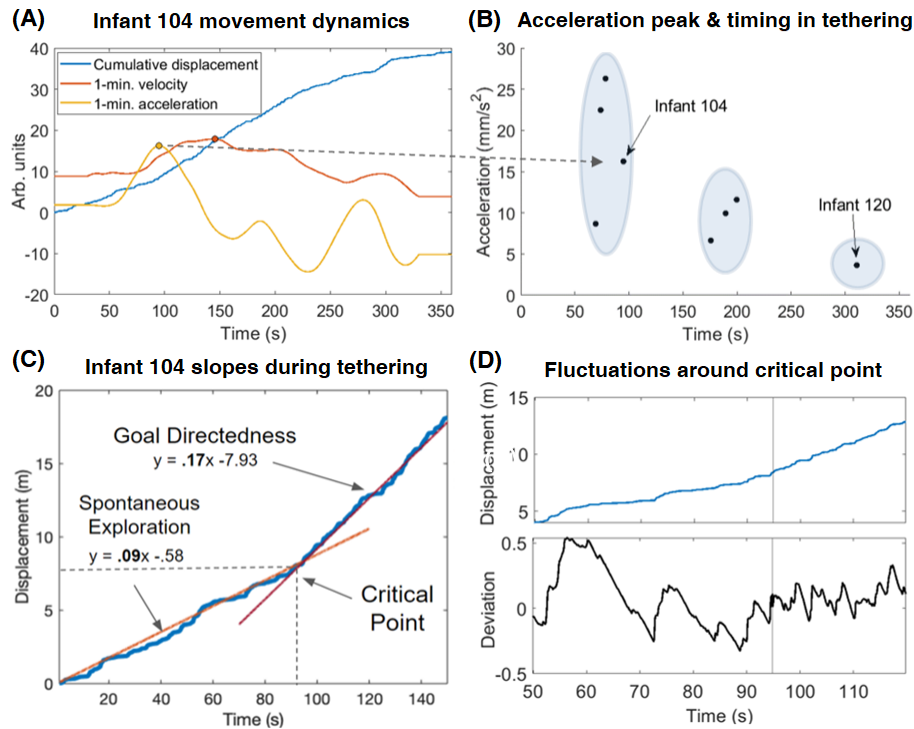 (A) Infant 104 movement dynamics
Cumulative displacement
1-min. velocity
1-min. acceleration
40
30
20
10
0
-10
-20
Arb. units
0 50 100 150 200 250 300 350
Time (s)
(B) Acceleration peak & timing in tethering
30
25
20
15
10
5
0
Acceleration (mm/s²)
Infant 104
Infant 120
0 50 100 150 200 250 300 350
Time (s)
(C) Infant 104 slopes during tethering
20
15
10
5
0
Displacement (m)
Goal Directedness
y = .17x -7.93
Spontaneous
Exploration
y = .09x -.58
Critical
Point
20 40 60 80 100 120 140
Time (s)
(D) Fluctuations around critical point
15
10
5
Displacement (m)
0.5
0
-0.5
Deviation
50 60 70 80 90 100 110
Time (s)